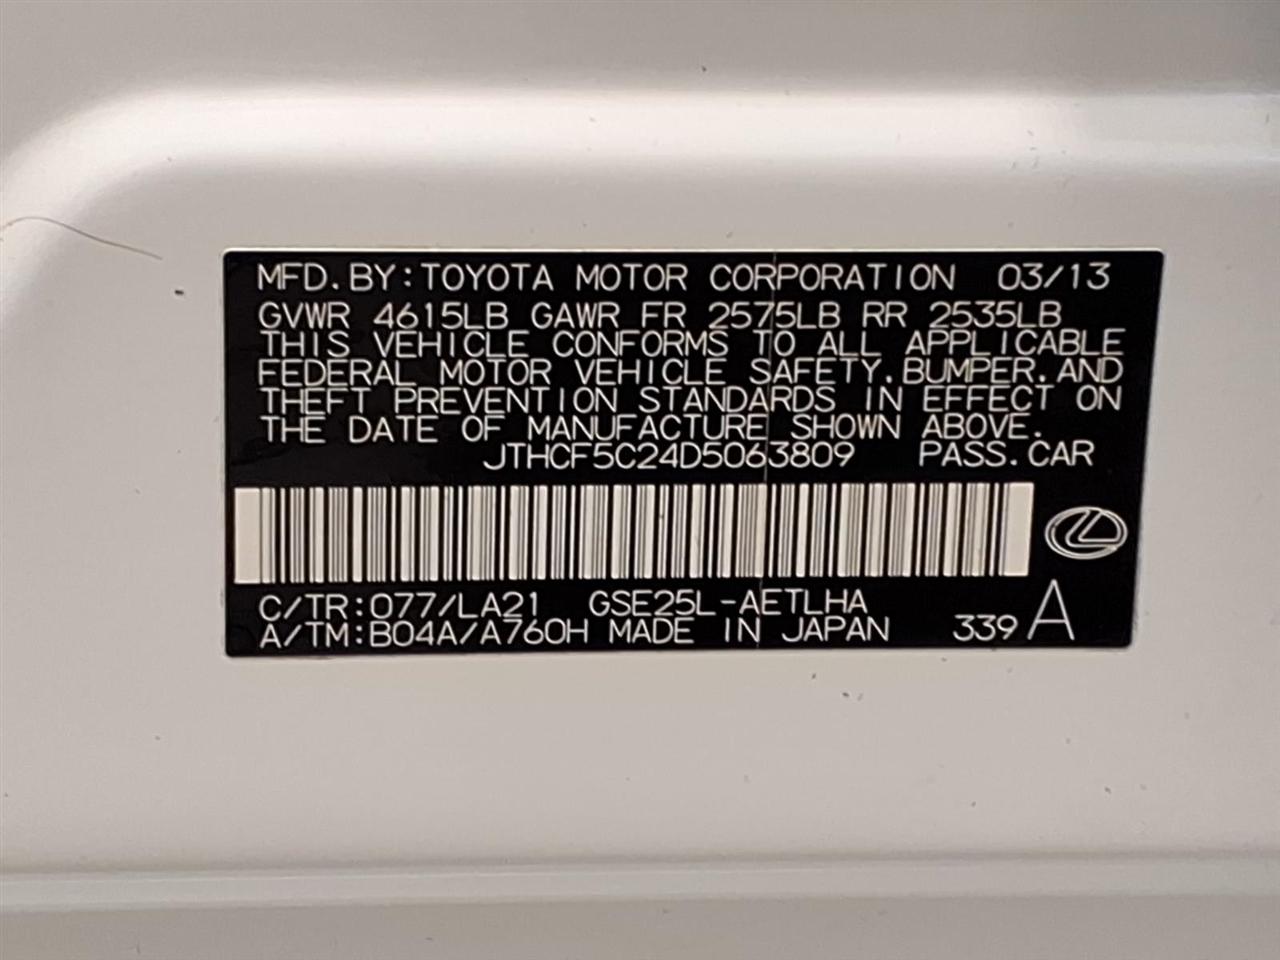 MFD.BY:TOYOTA MOTOR CORPORATION 03/13
GVWR 4615LB GAWR FR 2575LB RR 2535LB
THIS VEHICLE CONFORMS TO ALL APPLICABLE
FEDERAL MOTOR VEHICLE SAFETY,BUMPER,AND
THEFT PREVENTION STANDARDS IN EFFECT ON
THE DATE OF MANUFACTURE SHOWN ABOVE.
JTHCF5C24D5063809 PASS.CAR
C/TR:077/LA21 GSE25L-AETLHA
A/TM:B04A/A760H MADE IN JAPAN 339 A